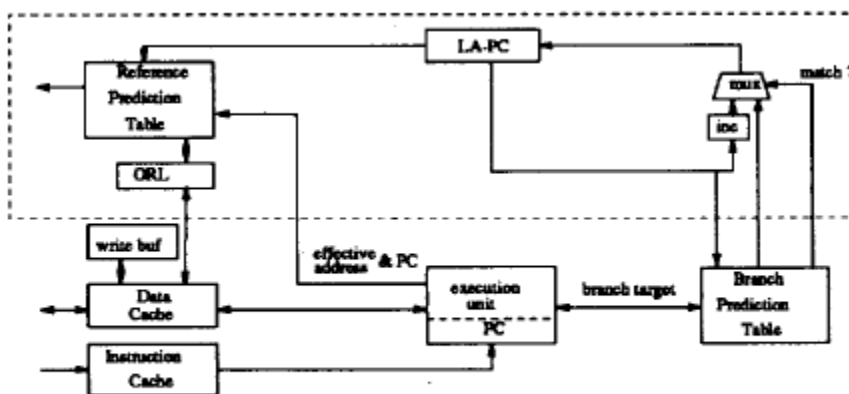 LA-PC
Reference
Prediction
Table
match ?
mux
inc
ORL
write buf
effective
address & PC
Data
Cache
execution
unit
PC
branch target
Branch
Prediction
Table
Instruction
Cache